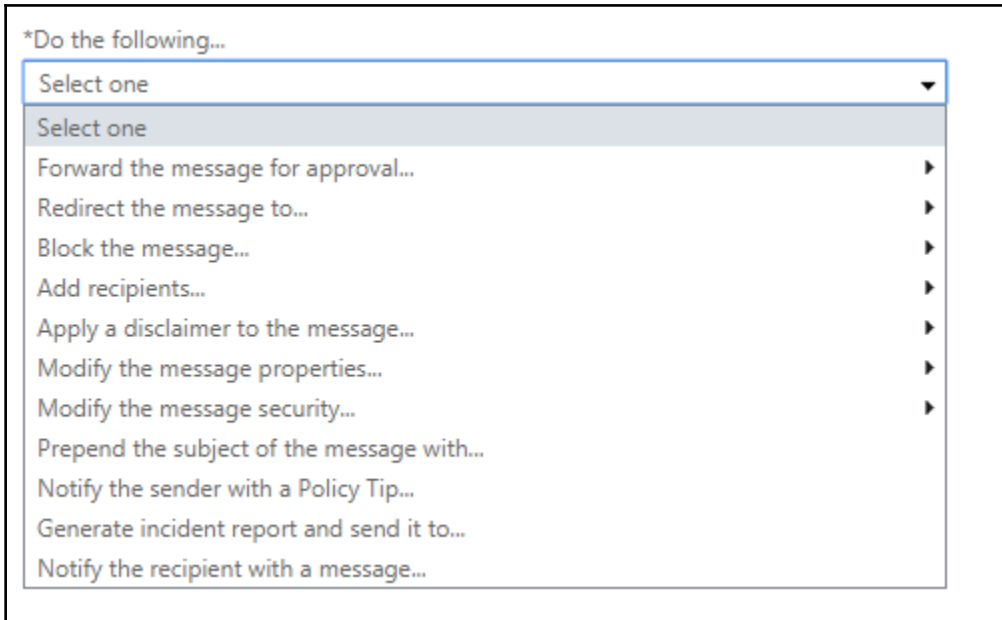 *Do the following...
Select one
Select one
Forward the message for approval...
Redirect the message to...
Block the message...
Add recipients...
Apply a disclaimer to the message...
Modify the message properties...
Modify the message security...
Prepend the subject of the message with...
Notify the sender with a Policy Tip...
Generate incident report and send it to...
Notify the recipient with a message...